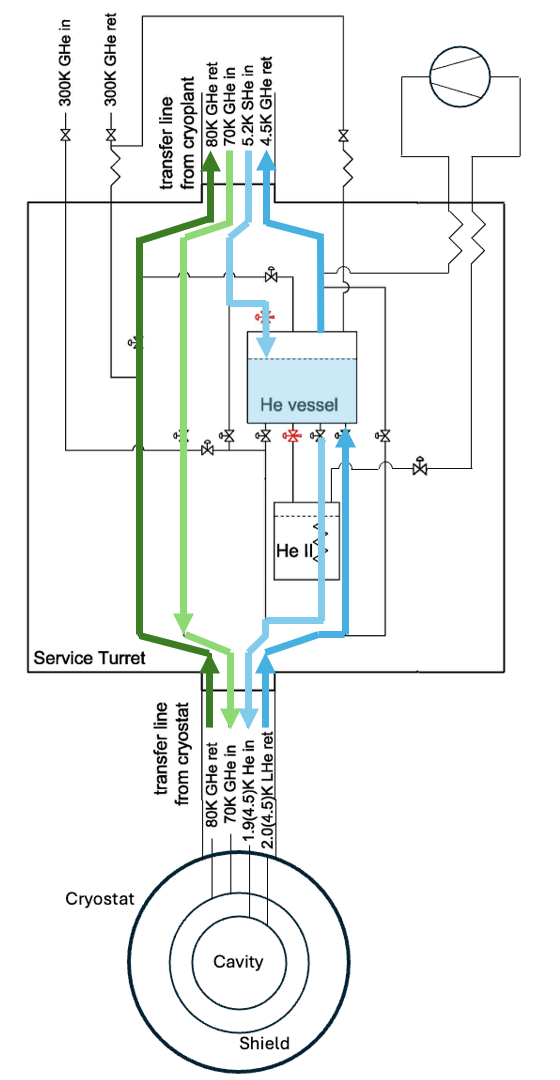 300K GHe in
300K GHe ret
transfer line
from cryoplant
80K GHe ret
70K GHe in
5.2K SHe in
4.5K GHe ret
He vessel
He II
Service Turret
transfer line
from cryostat
80K GHe ret
70K GHe in
1.9(4.5)K He in
2.0(4.5)K LHe ret
Cryostat
Cavity
Shield